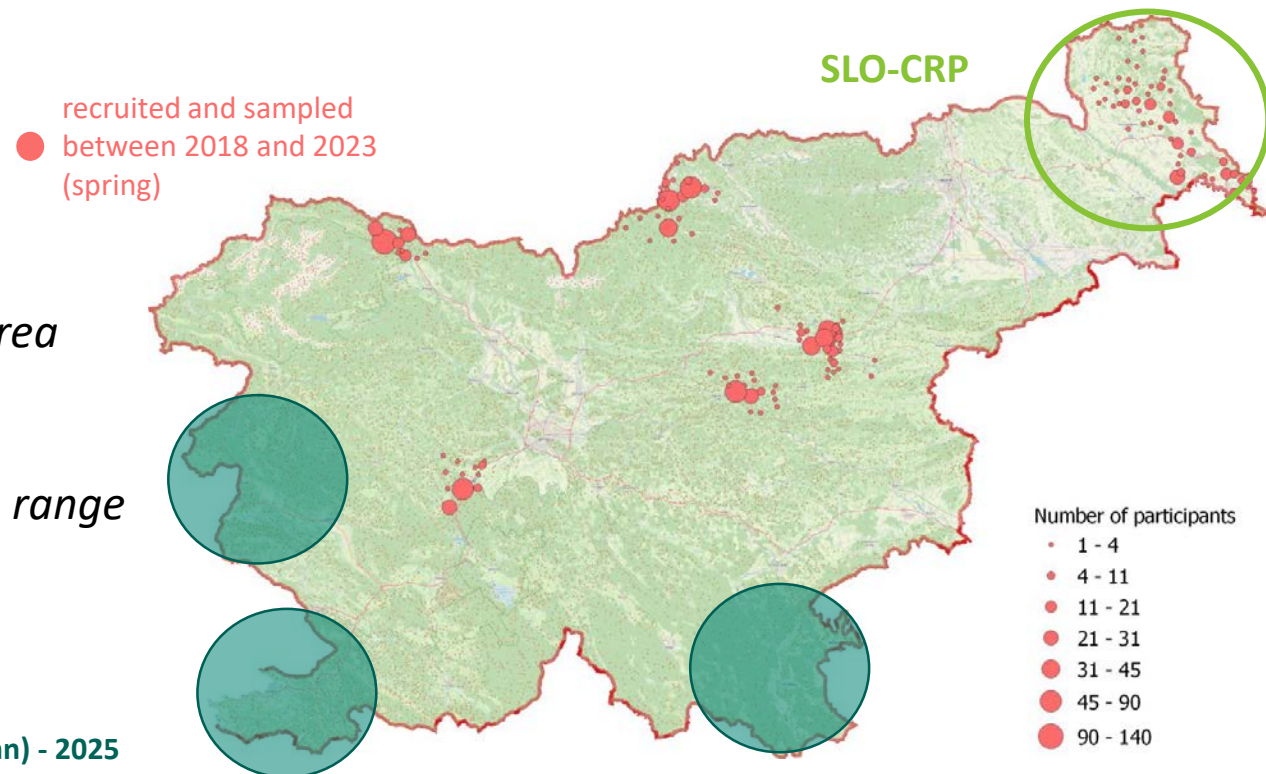 SLO-CRP
recruited and sampled
between 2018 and 2023
(spring)
range
Number of participants
1 - 4
4 - 11
11 - 21
21 - 31
31 - 45
45 - 90
90 - 140
- 2025